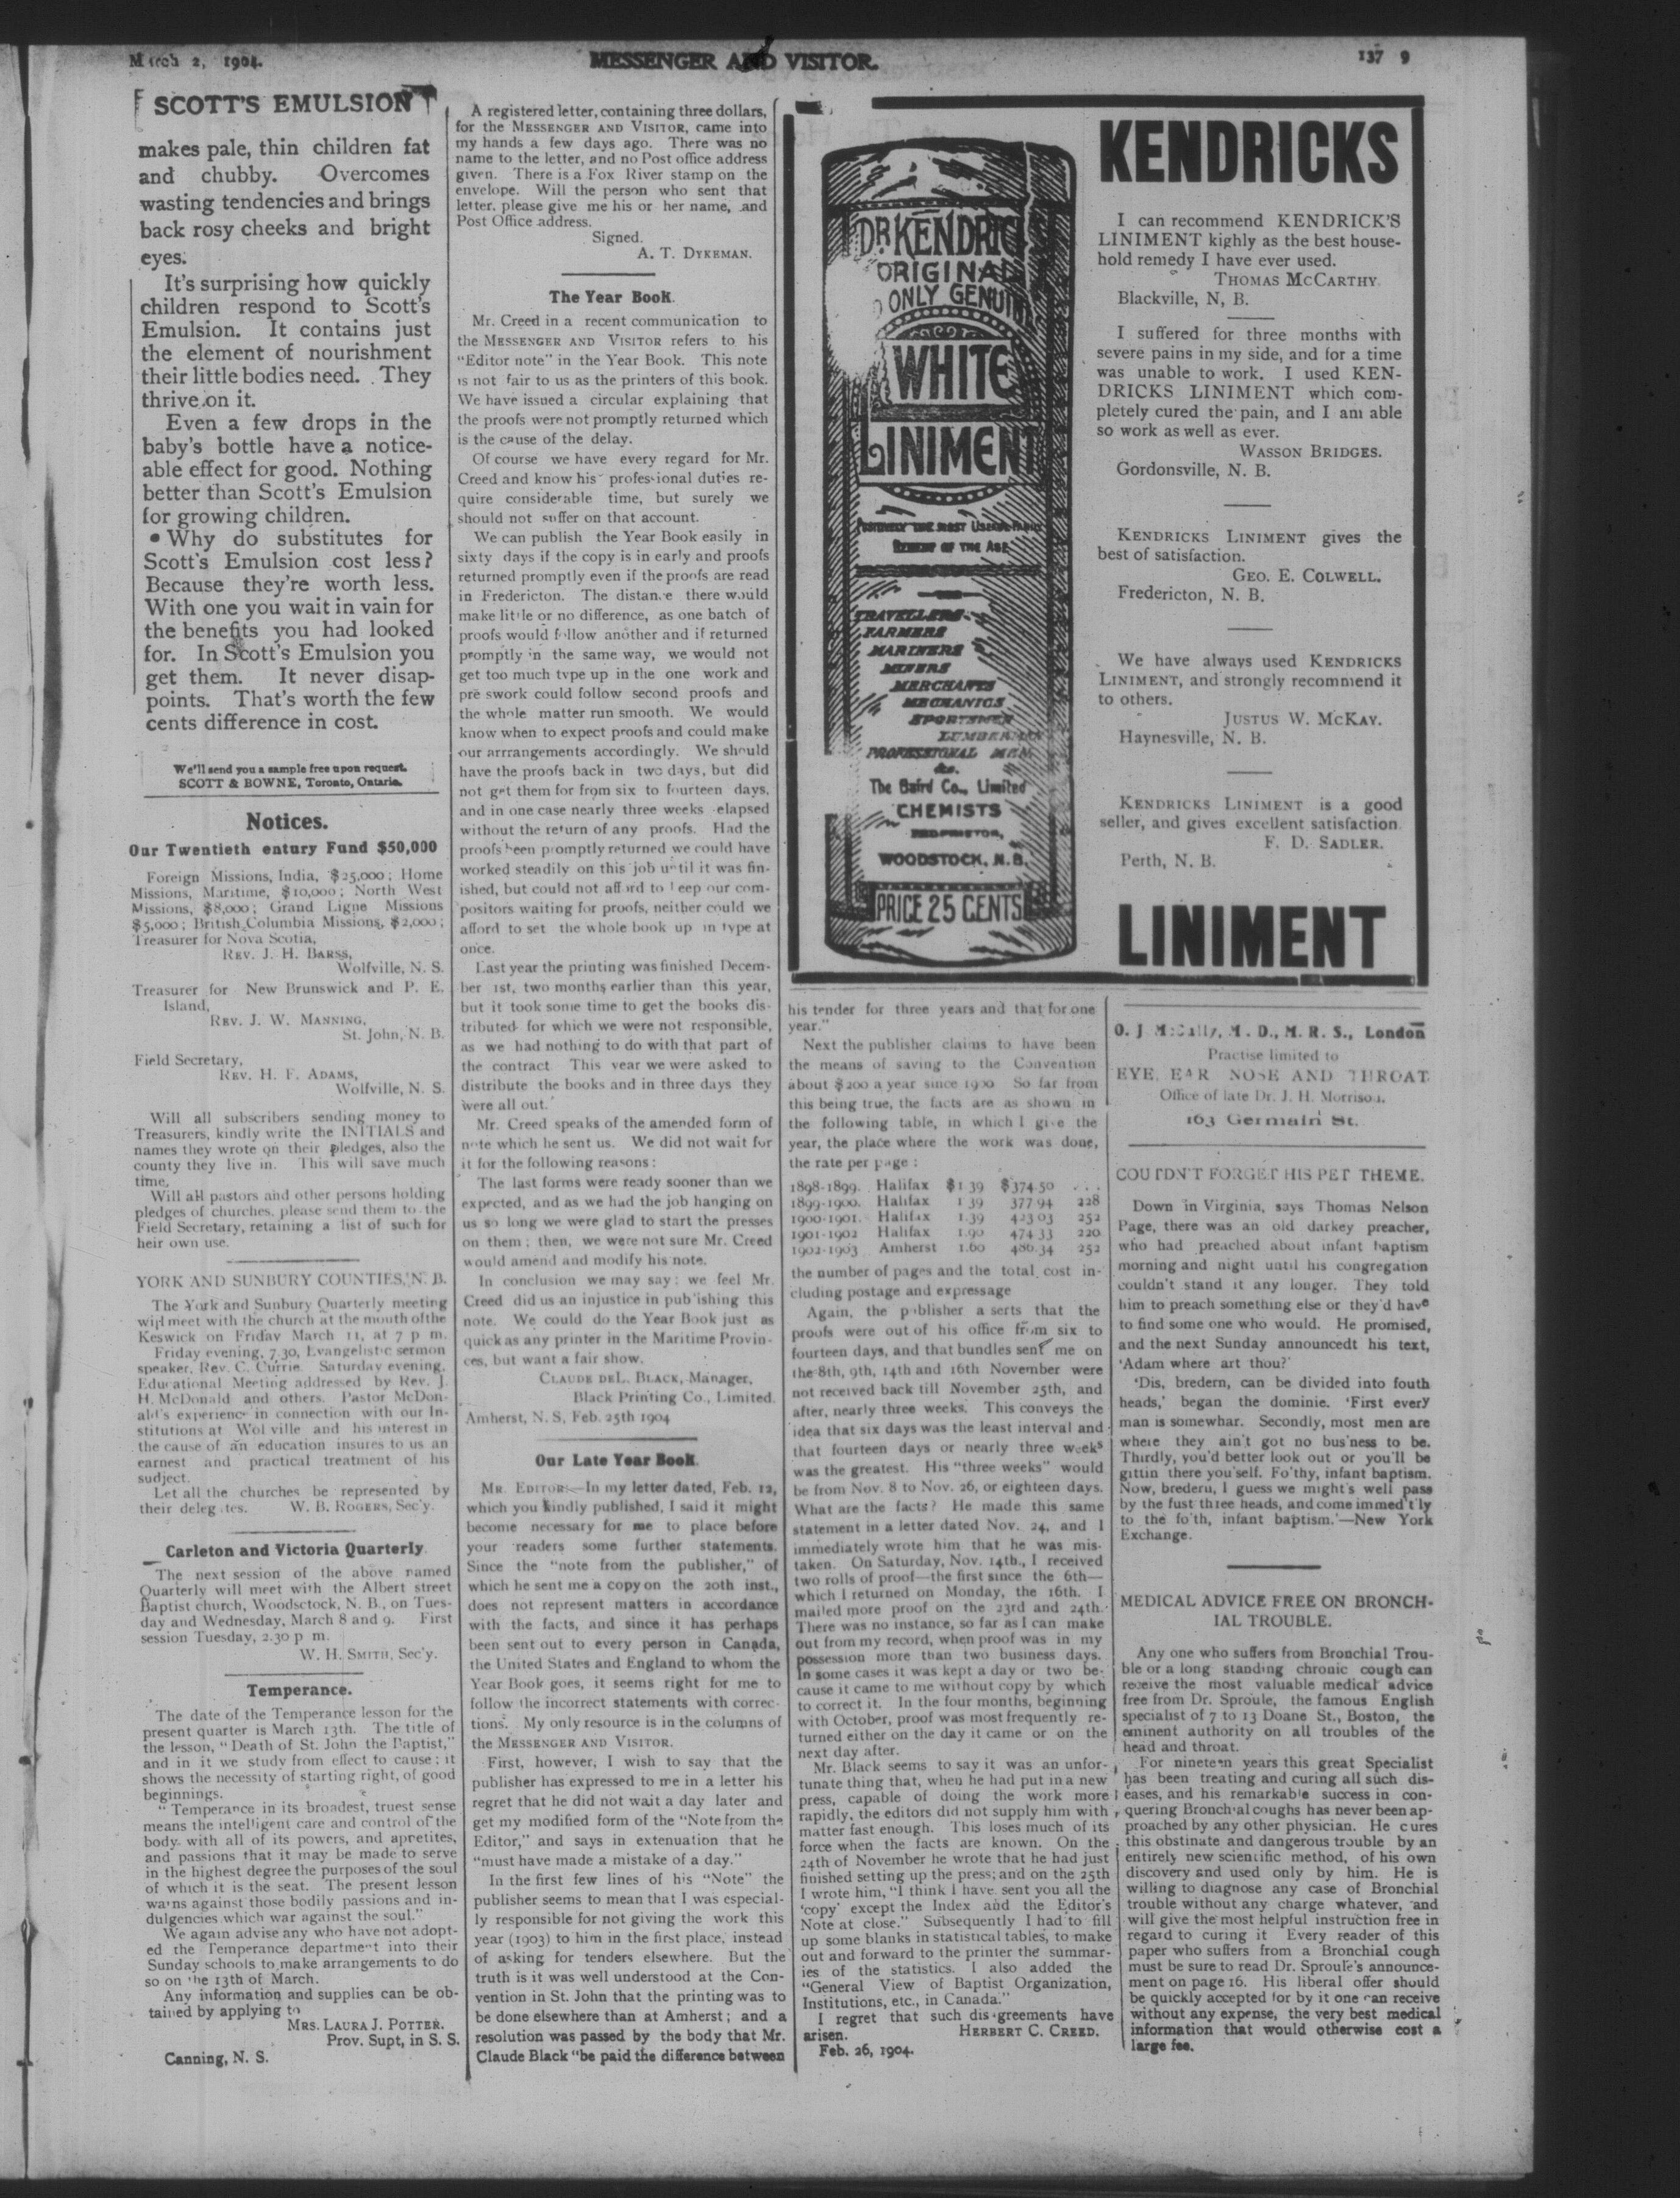 March 2, 1904.
MESSENGER AND VISITOR.
137 9
SCOTT'S EMULSION
makes pale, thin children fat
and chubby. Overcomes
wasting tendencies and brings
back rosy cheeks and bright
eyes.
It's surprising how quickly
children respond to Scott's
Emulsion. It contains just
the element of nourishment
their little bodies need. They
thrive on it.
Even a few drops in the
baby's bottle have a notice-
able effect for good. Nothing
better than Scott's Emulsion
for growing children.
Why do substitutes for
Scott's Emulsion cost less?
Because they're worth less.
With one you wait in vain for
the benefits you had looked
for. In Scott's Emulsion you
get them. It never disap-
points. That's worth the few
cents difference in cost.
We'll send you a sample free upon request.
SCOTT & BOWNE, Toronto, Ontario.
Notices.
Our Twentieth entury Fund $50,000
Foreign Missions, India, $25,000; Home
Missions, Maritime, $10,000; North West
Missions, $8,000; Grand Ligne Missions
$5,000; British Columbia Missions, $2,000;
Treasurer for Nova Scotia,
REV. J. H. BARSS,
Wolfville, N. S.
Treasurer for New Brunswick and P. E.
Island,
REV. J. W. MANNING,
St. John, N. B.
Field Secretary,
REV. H. F. ADAMS,
Wolfville, N. S.
Will all subscribers sending money to
Treasurers, kindly write the INITIALS and
names they wrote on their pledges, also the
county they live in. This will save much
time.
Will all pastors and other persons holding
pledges of churches, please send them to the
Field Secretary, retaining a list of such for
heir own use.
YORK AND SUNBURY COUNTIES, N. B.
The York and Sunbury Quarterly meeting
will meet with the church at the mouth ofthe
Keswick on Friday March 11, at 7 p m.
Friday evening, 7.30, Evangelistic sermon
speaker, Rev. C. Currie. Saturday evening,
Educational Meeting addressed by Rev. J.
H. McDonald and others. Pastor McDon-
ald's experience in connection with our In-
stitutions at Wolville and his interest in
the cause of an education insures to us an
earnest and practical treatment of his
sudject.
Let all the churches be represented by
their delegates. W. B. ROGERS, Sec'y.
Carleton and Victoria Quarterly.
The next session of the above named
Quarterly will meet with the Albert street
Baptist church, Woodsctock, N. B., on Tues-
day and Wednesday, March 8 and 9. First
session Tuesday, 2.30 p m.
W. H. SMITH, Sec'y.
Temperance.
The date of the Temperance lesson for the
present quarter is March 13th. The title of
the lesson, "Death of St. John the Baptist,"
and in it we study from effect to cause; it
shows the necessity of starting right, of good
beginnings.
"Temperance in its broadest, truest sense
means the intelligent care and control of the
body with all of its powers, and appetites,
and passions that it may be made to serve
in the highest degree the purposes of the soul
of which it is the seat. The present lesson
warns against those bodily passions and in-
dulgencies which war against the soul."
We again advise any who have not adopt-
ed the Temperance department into their
Sunday schools to make arrangements to do
so on the 13th of March.
Any information and supplies can be ob-
tained by applying to
MRS. LAURA J. POTTER.
Prov. Supt, in S. S.
Canning, N. S.
A registered letter, containing three dollars,
for the MESSENGER AND VISITOR, came into
my hands a few days ago. There was no
name to the letter, and no Post office address
given. There is a Fox River stamp on the
envelope. Will the person who sent that
letter, please give me his or her name, and
Post Office address.
Signed.
A. T. DYKEMAN.
The Year Book.
Mr. Creed in a recent communication to
the MESSENGER AND VISITOR refers to his
"Editor note" in the Year Book. This note
is not fair to us as the printers of this book.
We have issued a circular explaining that
the proofs were not promptly returned which
is the cause of the delay.
Of course we have every regard for Mr.
Creed and know his professional duties re-
quire considerable time, but surely we
should not suffer on that account.
We can publish the Year Book easily in
sixty days if the copy is in early and proofs
returned promptly even if the proofs are read
in Fredericton. The distance there would
make little or no difference, as one batch of
proofs would follow another and if returned
promptly in the same way, we would not
get too much type up in the one work and
pre swork could follow second proofs and
the whole matter run smooth. We would
know when to expect proofs and could make
our arrrangements accordingly. We should
have the proofs back in two days, but did
not get them for from six to fourteen days,
and in one case nearly three weeks elapsed
without the return of any proofs. Had the
proofs been promptly returned we could have
worked steadily on this job until it was fin-
ished, but could not afford to keep our com-
positors waiting for proofs, neither could we
afford to set the whole book up in type at
once.
Last year the printing was finished Decem-
ber 1st, two months earlier than this year,
but it took some time to get the books dis-
tributed for which we were not responsible,
as we had nothing to do with that part of
the contract. This year we were asked to
distribute the books and in three days they
were all out.
Mr. Creed speaks of the amended form of
note which he sent us. We did not wait for
it for the following reasons:
The last forms were ready sooner than we
expected, and as we had the job hanging on
us so long we were glad to start the presses
on them; then, we were not sure Mr. Creed
would amend and modify his note.
In conclusion we may say: we feel Mr.
Creed did us an injustice in publishing this
note. We could do the Year Book just as
quick as any printer in the Maritime Provin-
ces, but want a fair show.
CLAUDE DEL. BLACK, Manager,
Black Printing Co., Limited.
Amherst, N. S, Feb. 25th 1904
Our Late Year Book.
MR. EDITOR:—In my letter dated, Feb. 12,
which you kindly published, I said it might
become necessary for me to place before
your readers some further statements.
Since the "note from the publisher," of
which he sent me a copy on the 20th inst.,
does not represent matters in accordance
with the facts, and since it has perhaps
been sent out to every person in Canada,
the United States and England to whom the
Year Book goes, it seems right for me to
follow the incorrect statements with correc-
tions. My only resource is in the columns of
the MESSENGER AND VISITOR.
First, however, I wish to say that the
publisher has expressed to me in a letter his
regret that he did not wait a day later and
get my modified form of the "Note from the
Editor," and says in extenuation that he
"must have made a mistake of a day."
In the first few lines of his "Note" the
publisher seems to mean that I was especial-
ly responsible for not giving the work this
year (1903) to him in the first place, instead
of asking for tenders elsewhere. But the
truth is it was well understood at the Con-
vention in St. John that the printing was to
be done elsewhere than at Amherst; and a
resolution was passed by the body that Mr.
Claude Black "be paid the difference between
DR. KENDRICK'S
ORIGINAL
ONLY GENUINE
WHITE
LINIMENT
POSITIVELY THE MOST USEFUL FAMILY
REMEDY OF THE AGE
TRAVELLERS
FARMERS
MARINERS
MINERS
MERCHANTS
MECHANICS
SPORTSMEN
LUMBERMEN
PROFESSIONAL MEN
&c.
The Baird Co., Limited
CHEMISTS
PROPRIETOR,
WOODSTOCK, N.B.
PRICE 25 CENTS
KENDRICKS
I can recommend KENDRICK'S
LINIMENT kighly as the best house-
hold remedy I have ever used.
THOMAS MCCARTHY.
Blackville, N, B.
I suffered for three months with
severe pains in my side, and for a time
was unable to work. I used KEN-
DRICKS LINIMENT which com-
pletely cured the pain, and I am able
so work as well as ever.
WASSON BRIDGES.
Gordonsville, N. B.
KENDRICKS LINIMENT gives the
best of satisfaction.
GEO. E. COLWELL.
Fredericton, N. B.
We have always used KENDRICKS
LINIMENT, and strongly recommend it
to others.
JUSTUS W. MCKAY.
Haynesville, N. B.
KENDRICKS LINIMENT is a good
seller, and gives excellent satisfaction.
F. D. SADLER.
Perth, N. B.
LINIMENT
his tender for three years and that for one
year."
Next the publisher claims to have been
the means of saving to the Convention
about $200 a year since 1900 So far from
this being true, the facts are as shown in
the following table, in which I give the
year, the place where the work was done,
the rate per page:
1898-1899. Halifax $1 39 $374.50 ...
1899-1900. Halifax 1 39 377 94 228
1900-1901. Halifax 1.39 423 03 252
1901-1902 Halifax 1.90 474 33 220
1902-1903 Amherst 1.60 486.34 252
the number of pages and the total cost in-
cluding postage and expressage
Again, the publisher a serts that the
proofs were out of his office from six to
fourteen days, and that bundles sent me on
the 8th, 9th, 14th and 16th November were
not received back till November 25th, and
after, nearly three weeks. This conveys the
idea that six days was the least interval and
that fourteen days or nearly three weeks
was the greatest. His "three weeks" would
be from Nov. 8 to Nov. 26, or eighteen days.
What are the facts? He made this same
statement in a letter dated Nov. 24, and I
immediately wrote him that he was mis-
taken. On Saturday, Nov. 14th., I received
two rolls of proof—the first since the 6th—
which I returned on Monday, the 16th. I
mailed more proof on the 23rd and 24th.
There was no instance, so far as I can make
out from my record, when proof was in my
possession more than two business days.
In some cases it was kept a day or two be-
cause it came to me without copy by which
to correct it. In the four months, beginning
with October, proof was most frequently re-
turned either on the day it came or on the
next day after.
Mr. Black seems to say it was an unfor-
tunate thing that, when he had put in a new
press, capable of doing the work more
rapidly, the editors did not supply him with
matter fast enough. This loses much of its
force when the facts are known. On the
24th of November he wrote that he had just
finished setting up the press; and on the 25th
I wrote him, "I think I have sent you all the
'copy' except the Index and the Editor's
Note at close." Subsequently I had to fill
up some blanks in statistical tables, to make
out and forward to the printer the summar-
ies of the statistics. I also added the
"General View of Baptist Organization,
Institutions, etc., in Canada."
I regret that such disagreements have
arisen. HERBERT C. CREED.
Feb. 26, 1904.
O. J McCully, M. D., M. R. S., London
Practise limited to
EYE, EAR NOSE AND THROAT.
Office of late Dr. J. H. Morrison.
163 Germain St.
COUTDN'T FORGET HIS PET THEME.
Down in Virginia, says Thomas Nelson
Page, there was an old darkey preacher,
who had preached about infant baptism
morning and night until his congregation
couldn't stand it any longer. They told
him to preach something else or they'd have
to find some one who would. He promised,
and the next Sunday announcedt his text,
'Adam where art thou?'
'Dis, bredern, can be divided into fouth
heads,' began the dominie. 'First every
man is somewhar. Secondly, most men are
where they ain't got no bus'ness to be.
Thirdly, you'd better look out or you'll be
gittin there you'self. Fo'thy, infant baptism.
Now, brederu, I guess we might's well pass
by the fust three heads, and come immed't'ly
to the fo'th, infant baptism.'—New York
Exchange.
MEDICAL ADVICE FREE ON BRONCH-
IAL TROUBLE.
Any one who suffers from Bronchial Trou-
ble or a long standing chronic cough can
receive the most valuable medical advice
free from Dr. Sproule, the famous English
specialist of 7 to 13 Doane St., Boston, the
eminent authority on all troubles of the
head and throat.
For nineteen years this great Specialist
has been treating and curing all such dis-
eases, and his remarkable success in con-
quering Bronchial coughs has never been ap-
proached by any other physician. He cures
this obstinate and dangerous trouble by an
entirely new scientific method, of his own
discovery and used only by him. He is
willing to diagnose any case of Bronchial
trouble without any charge whatever, and
will give the most helpful instruction free in
regard to curing it Every reader of this
paper who suffers from a Bronchial cough
must be sure to read Dr. Sproule's announce-
ment on page 16. His liberal offer should
be quickly accepted for by it one can receive
without any expense, the very best medical
information that would otherwise cost a
large fee.